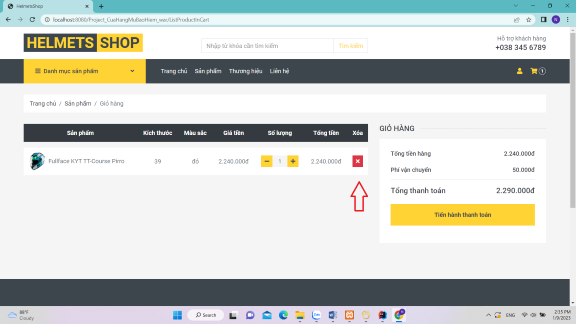 HelmetsShop
localhost:8080/Project_CuaHangMuBaoHiem_war/ListProductInCart
HELMETS SHOP
Nhập từ khóa cần tìm kiếm
Tìm kiếm
Hỗ trợ khách hàng
+038 345 6789
Danh mục sản phẩm
Trang chủ Sản phẩm Thương hiệu Liên hệ
1
Trang chủ / Sản phẩm / Giỏ hàng
Sản phẩm Kích thước Màu sắc Giá tiền Số lượng Tổng tiền Xóa
Fullface KYT TT-Course Pirro 39 đỏ 2.240.000đ - 1 + 2.240.000đ
GIỎ HÀNG
Tổng tiền hàng 2.240.000đ
Phí vận chuyển 50.000đ
Tổng thanh toán 2.290.000đ
Tiến hành thanh toán
Cloudy
Search
ENG
2:35 PM
1/9/2023